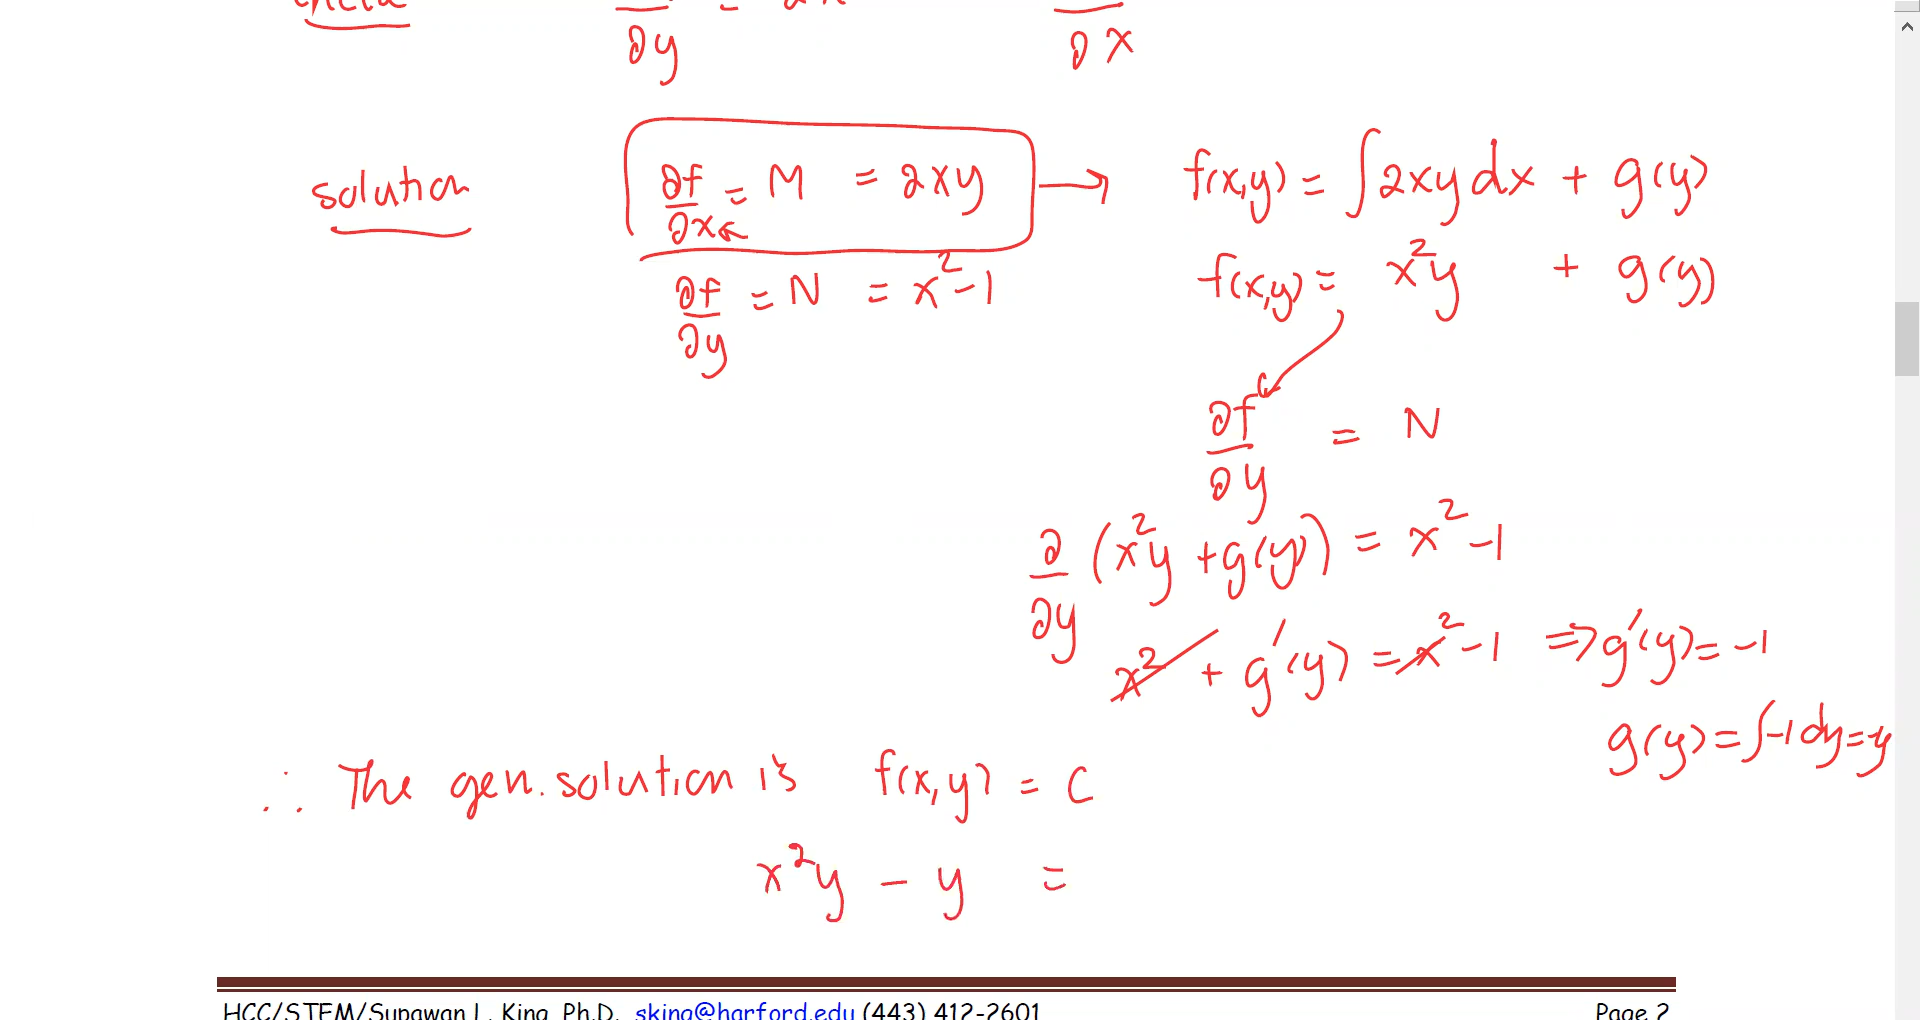 ∂y ∂x
solution ∂f/∂x = M = 2xy → f(x,y) = ∫2xy dx + g(y)
∂f/∂y = N = x²-1 f(x,y) = x²y + g(y)
∂f/∂y = N
∂/∂y (x²y + g(y)) = x²-1
x² + g'(y) = x²-1 ⇒ g'(y) = -1
g(y) = ∫-1 dy = -y
∴ The gen. solution is f(x,y) = C
x²y - y =
HCC/STEM/Supawan L. King, Ph.D. sking@harford.edu (443) 412-2601 Page 2